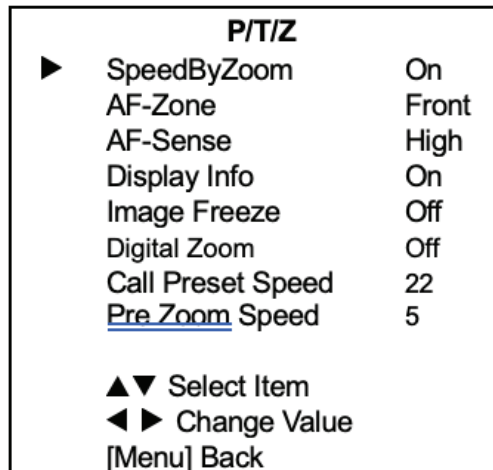 P/T/Z
▶ SpeedByZoom On
AF-Zone Front
AF-Sense High
Display Info On
Image Freeze Off
Digital Zoom Off
Call Preset Speed 22
Pre Zoom Speed 5
▲▼ Select Item
◀ ▶ Change Value
[Menu] Back